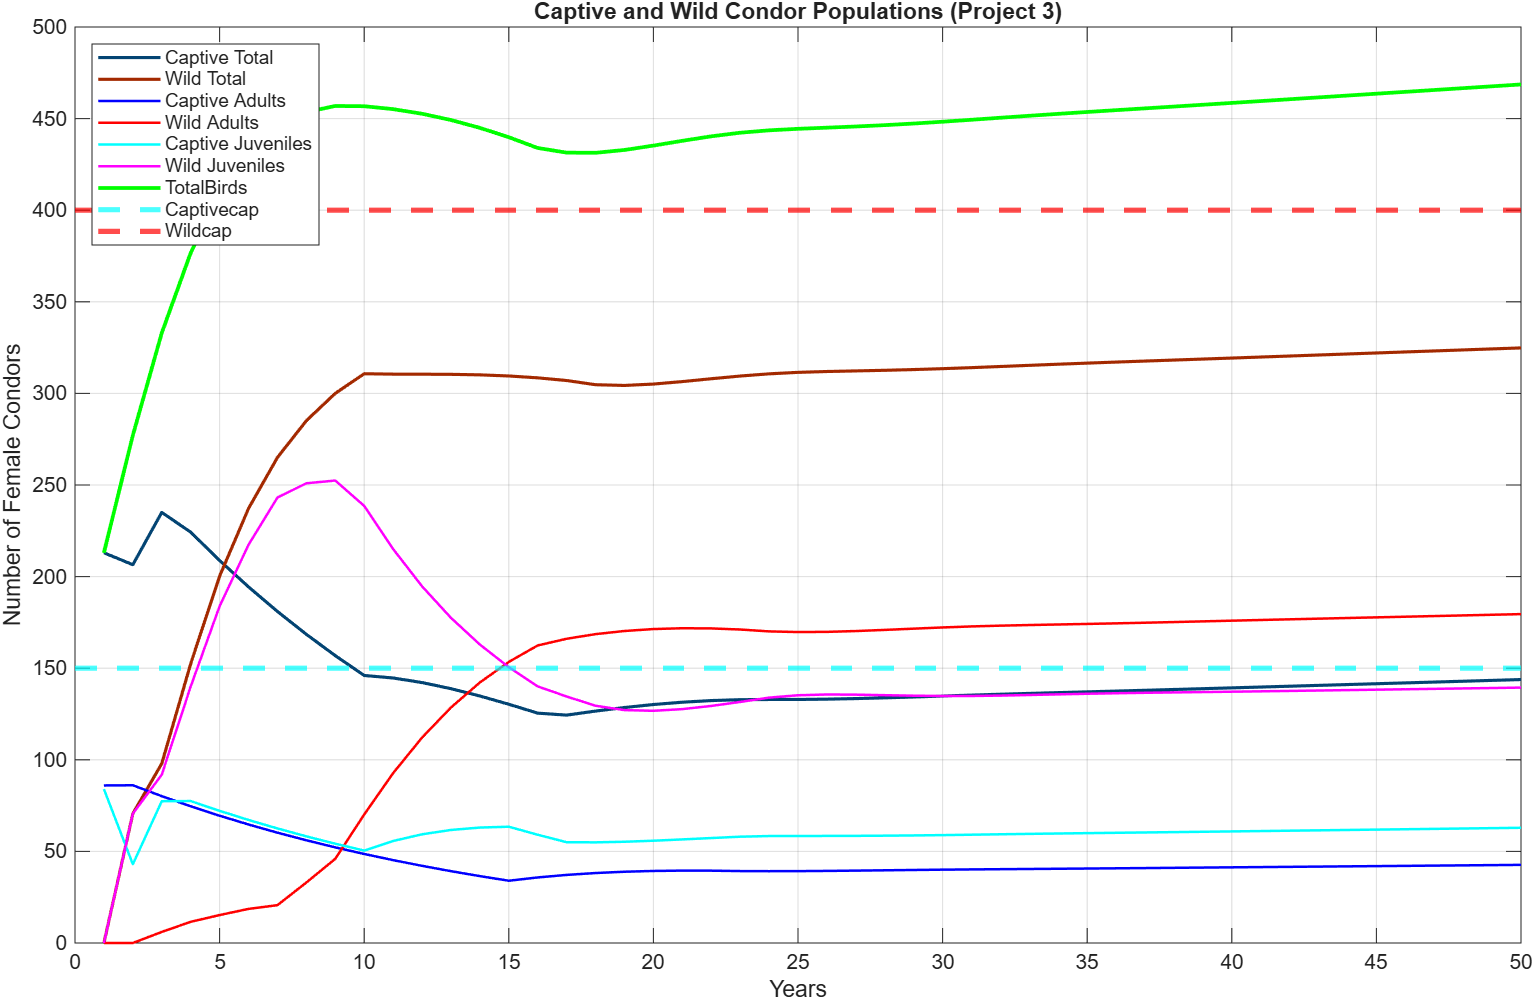 Captive and Wild Condor Populations (Project 3)
500
450
400
350
300
250
200
150
100
50
0
Number of Female Condors
Captive Total
Wild Total
Captive Adults
Wild Adults
Captive Juveniles
Wild Juveniles
TotalBirds
Captivecap
Wildcap
0 5 10 15 20 25 30 35 40 45 50
Years